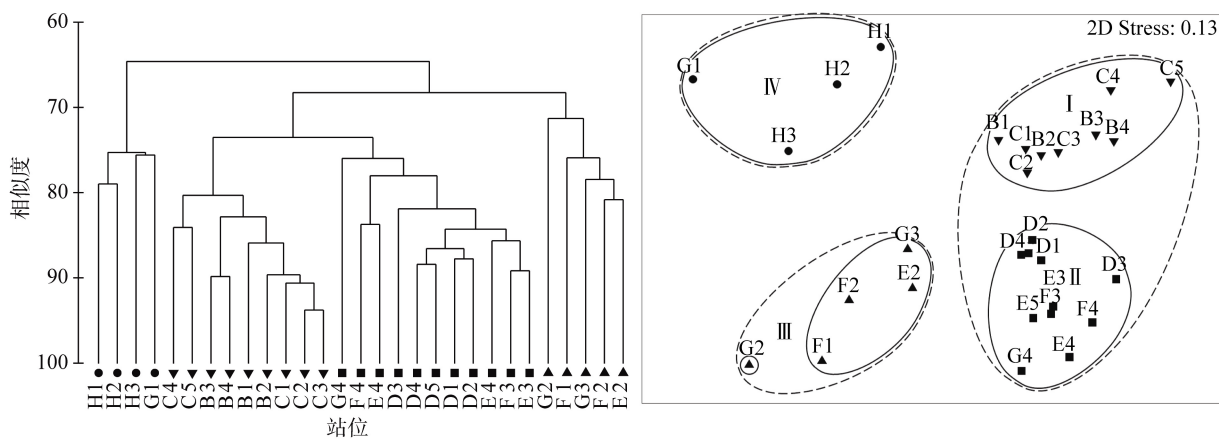 60
70
80
90
100
相似度
H1 H2 H3 G1 C4 C5 B3 B4 B1 B2 C1 C2 C3 G4 F4 E4 D3 D4 D5 D1 D2 E4 F3 E3 G2 F1 G3 F2 E2
站位
2D Stress: 0.13
H1
G1
H2
Ⅳ
H3
C5
C4
Ⅰ
B3
B1 C1 B2 C3 B4
C2
D2
D4 D1
D3
E3 Ⅱ
E5 F3 F4
E4
G4
G3
E2
F2
Ⅲ
F1
G2